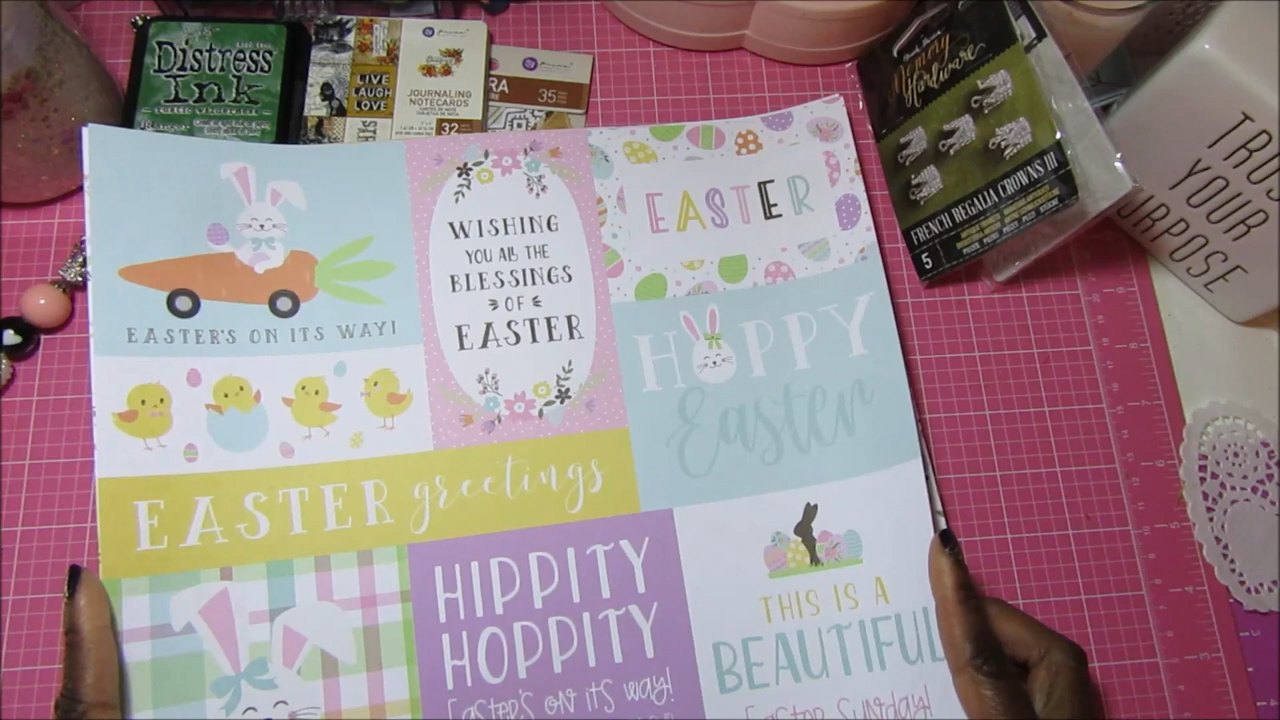 Distress
Ink
LIVE
LAUGH
LOVE
JOURNALING
NOTECARDS
32
RA
35
Memory
Hardware
FRENCH REGALIA CROWNS III
5
YOUR
EASTER'S ON ITS WAY!
WISHING
YOU ALL THE
BLESSINGS
OF
EASTER
EASTER
HOPPY
Easter
EASTER greetings
HIPPITY
HOPPITY
Easter's on its way!
THIS IS A
BEAUTIFUL
Easter Sunday!